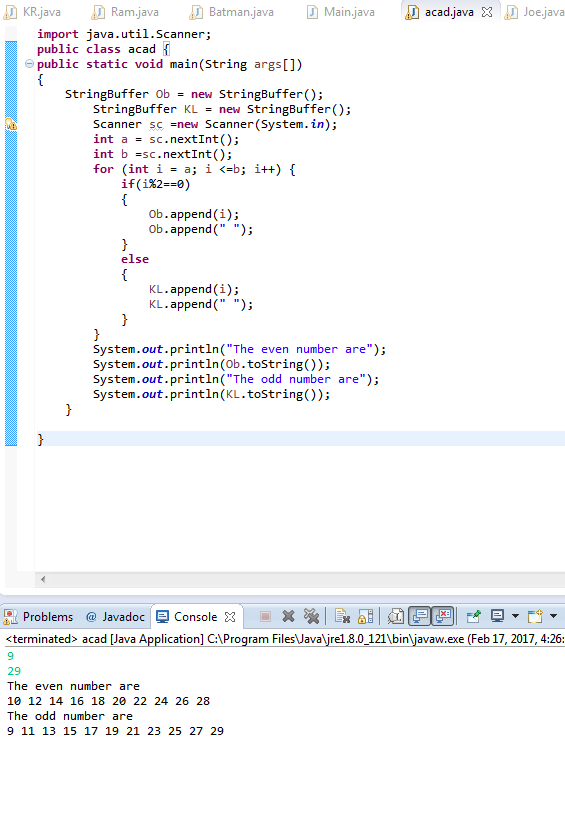 KR.java Ram.java Batman.java Main.java acad.java Joe.java
import java.util.Scanner;
public class acad {
public static void main(String args[])
{
StringBuffer Ob = new StringBuffer();
StringBuffer KL = new StringBuffer();
Scanner sc =new Scanner(System.in);
int a = sc.nextInt();
int b =sc.nextInt();
for (int i = a; i <=b; i++) {
if(i%2==0)
{
Ob.append(i);
Ob.append(" ");
}
else
{
KL.append(i);
KL.append(" ");
}
}
System.out.println("The even number are");
System.out.println(Ob.toString());
System.out.println("The odd number are");
System.out.println(KL.toString());
}
}
Problems @ Javadoc Console
<terminated> acad [Java Application] C:\Program Files\Java\jre1.8.0_121\bin\javaw.exe (Feb 17, 2017, 4:26:
9
29
The even number are
10 12 14 16 18 20 22 24 26 28
The odd number are
9 11 13 15 17 19 21 23 25 27 29